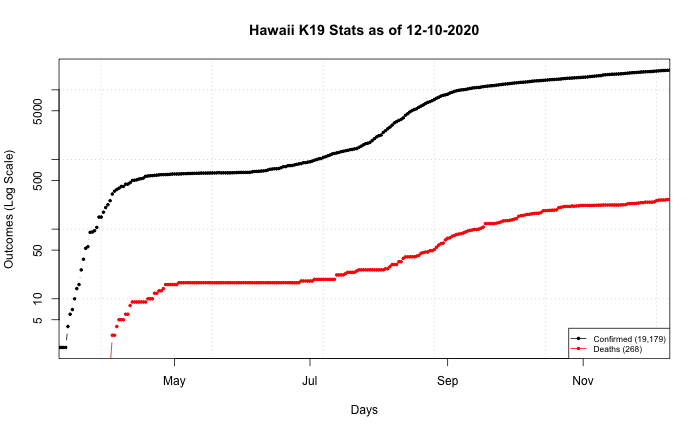 Hawaii K19 Stats as of 12-10-2020
Outcomes (Log Scale)
5000
500
50
10
5
May
Jul
Sep
Nov
Days
Confirmed (19,179)
Deaths (268)